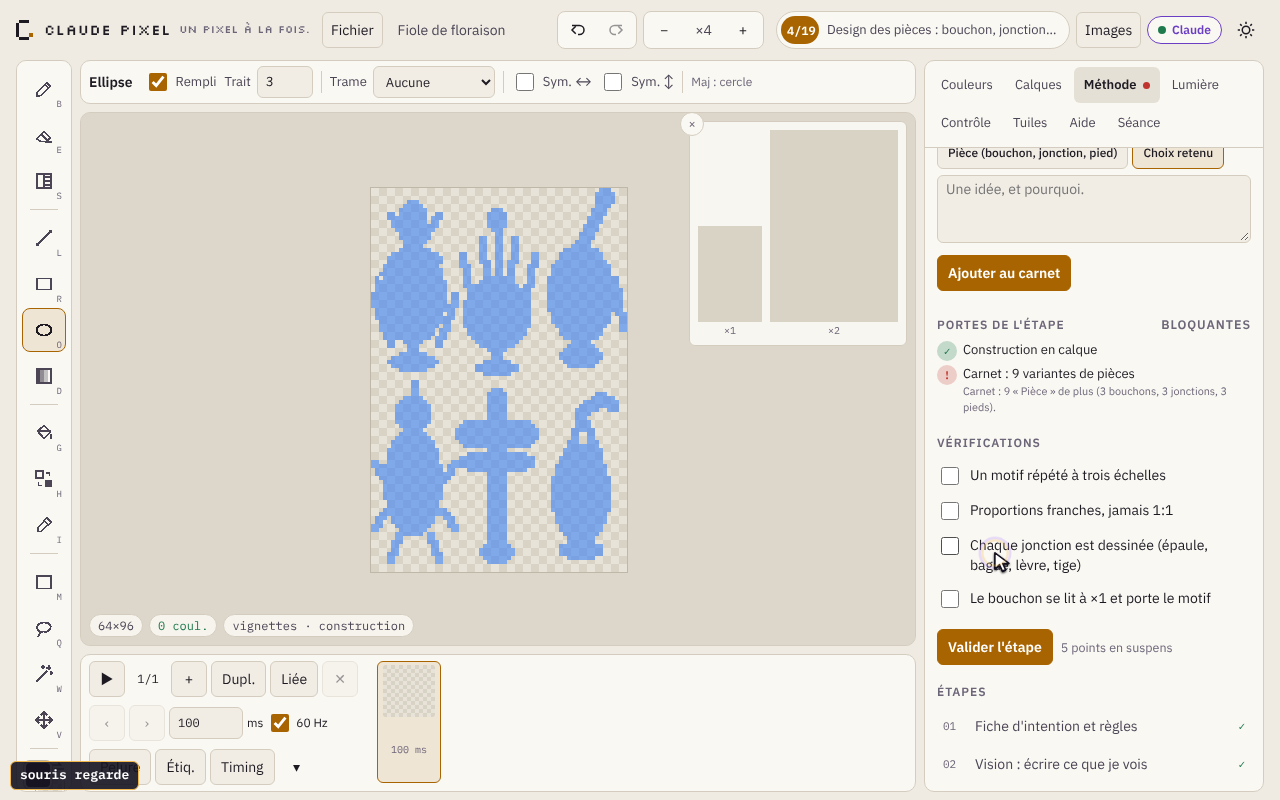 CLAUDE PIXEL UN PIXEL À LA FOIS. Fichier Fiole de floraison − ×4 + 4/19 Design des pièces : bouchon, jonction... Images Claude
Ellipse Rempli Trait 3 Trame Aucune Sym. ↔ Sym. ↕ Maj : cercle
B
E
S
L
R
O
D
G
H
I
M
Q
W
V
×
×1 ×2
64×96 0 coul. vignettes · construction
1/1 + Dupl. Liée ×
‹ › 100 ms 60 Hz
Étiq. Timing ▼
100 ms
souris regarde
Couleurs Calques Méthode Lumière
Contrôle Tuiles Aide Séance
Pièce (bouchon, jonction, pied) Choix retenu
Une idée, et pourquoi.
Ajouter au carnet
PORTES DE L'ÉTAPE BLOQUANTES
✓ Construction en calque
! Carnet : 9 variantes de pièces
Carnet : 9 « Pièce » de plus (3 bouchons, 3 jonctions, 3
pieds).
VÉRIFICATIONS
Un motif répété à trois échelles
Proportions franches, jamais 1:1
Chaque jonction est dessinée (épaule,
bague, lèvre, tige)
Le bouchon se lit à ×1 et porte le motif
Valider l'étape 5 points en suspens
ÉTAPES
01 Fiche d'intention et règles ✓
02 Vision : écrire ce que je vois ✓